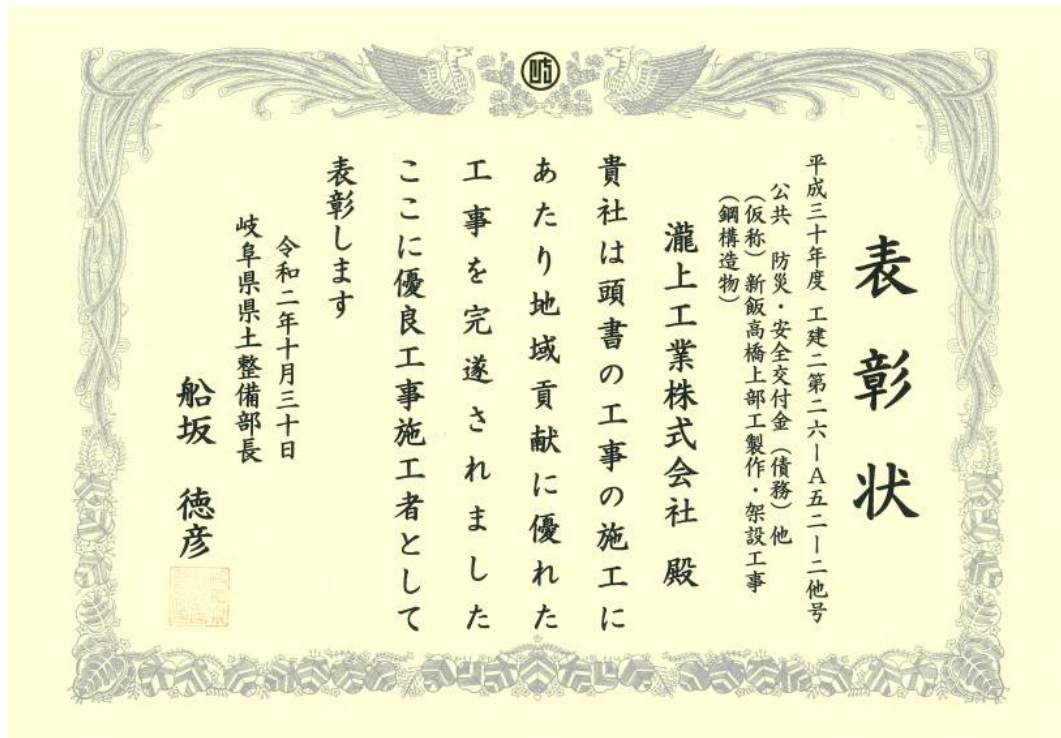 岐
表彰状
平成三十年度 工建二第二六ーA五二ー二他号
公共 防災・安全交付金（債務）他
（仮称）新飯高橋上部工製作・架設工事
（鋼構造物）
瀧上工業株式会社 殿
貴社は頭書の工事の施工に
あたり地域貢献に優れた
工事を完遂されました
ここに優良工事施工者として
表彰します
令和二年十月三十日
岐阜県県土整備部長
船坂 徳彦